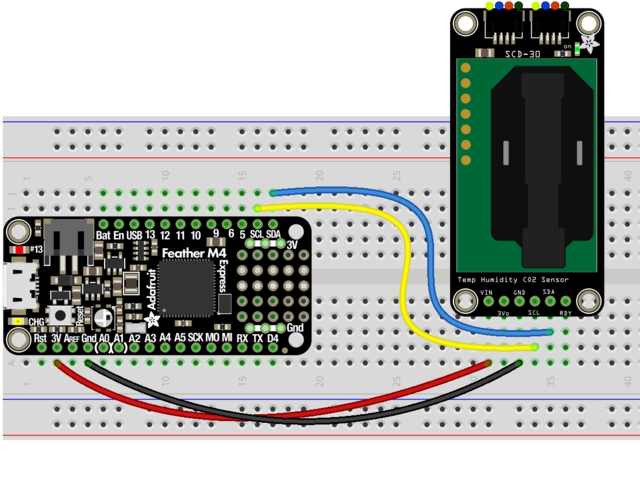 on
SCD-30
1
5
10
15
20
25
J
I
Bat En USB 13 12 11 10 9 6 5 SCL SDA
3V
#13
Feather M4
Express
Adafruit
Temp Humidity CO2 Sensor
VIN GND SDA
3Vo SCL RDY
CHG
Reset
Gnd
Rst 3V AREF Gnd A0 A1 A2 A3 A4 A5 SCK MO MI RX TX D4
A
1
5
10
15
20
25
35
40